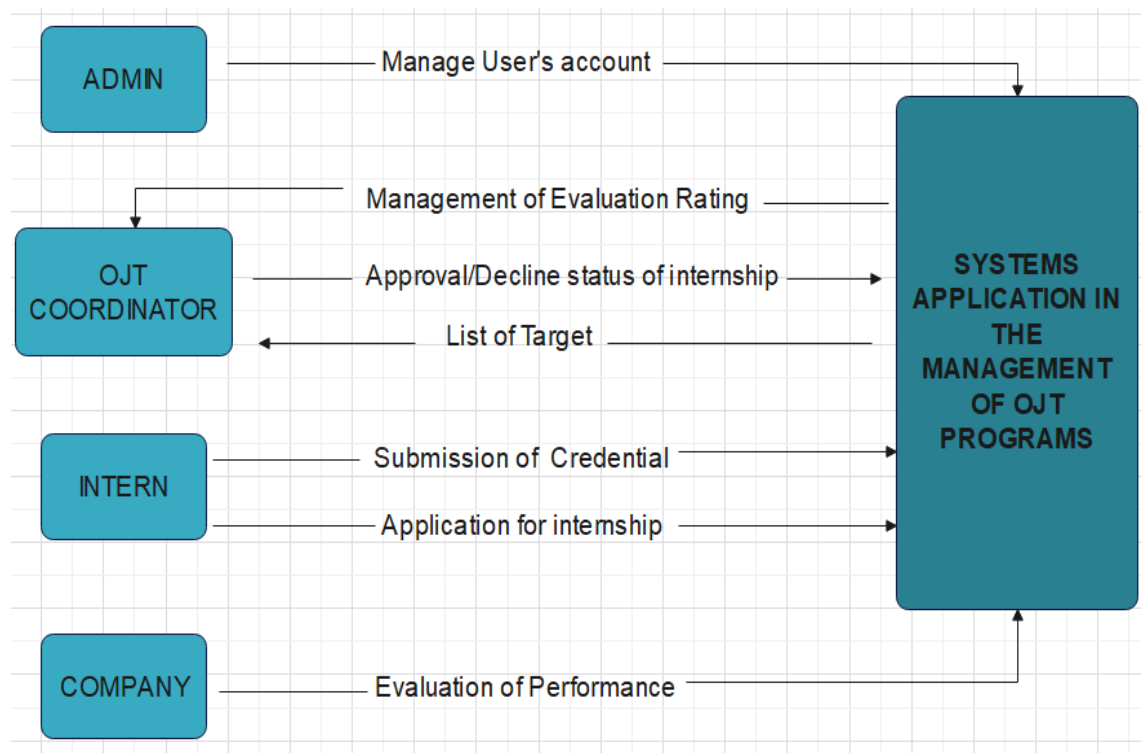 ADMIN
Manage User's account
Management of Evaluation Rating
OJT
COORDINATOR
Approval/Decline status of internship
List of Target
SYSTEMS
APPLICATION IN
THE
MANAGEMENT
OF OJT
PROGRAMS
INTERN
Submission of Credential
Application for internship
COMPANY
Evaluation of Performance